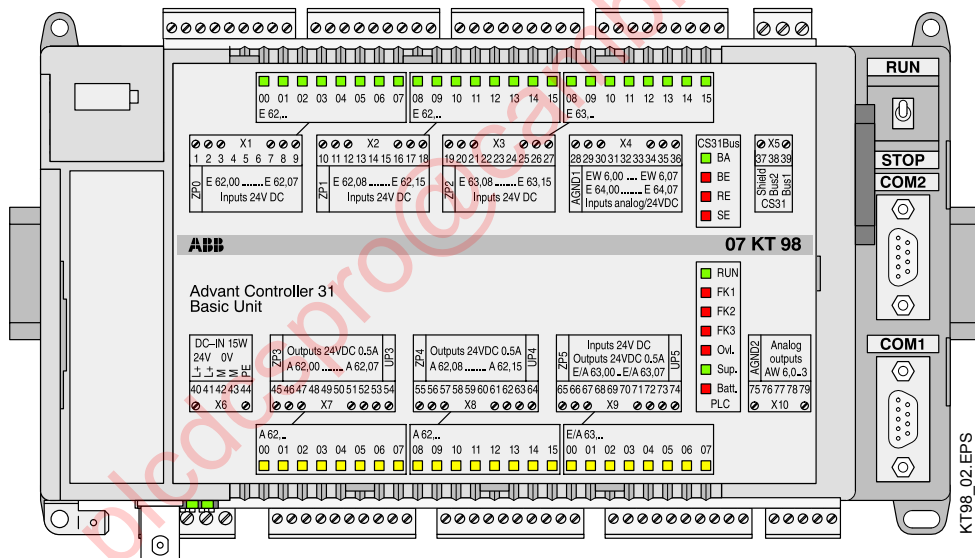 RUN
00 01 02 03 04 05 06 07 08 09 10 11 12 13 14 15 08 09 10 11 12 13 14 15
E 62,.. E 62,.. E 63,..
STOP
COM2
X1 X2 X3 X4 CS31Bus X5
1 2 3 4 5 6 7 8 9 10 11 12 13 14 15 16 17 18 19 20 21 22 23 24 25 26 27 28 29 30 31 32 33 34 35 36 BA 37 38 39
ZP0 E 62,00 ....... E 62,07
Inputs 24V DC
ZP1 E 62,08 ....... E 62,15
Inputs 24V DC
ZP2 E 63,08 ....... E 63,15
Inputs 24V DC
AGND1 EW 6,00 .... EW 6,07
E 64,00 ....... E 64,07
Inputs analog/24VDC
BE
RE
SE
Shield
Bus2
Bus1
CS31
ABB 07 KT 98
Advant Controller 31
Basic Unit
RUN
FK1
FK2
FK3
Ovl.
Sup.
Batt.
PLC
COM1
DC–IN 15W
24V 0V
L+ L+ M M PE
40 41 42 43 44
X6
ZP3 Outputs 24VDC 0.5A UP3
A 62,00 ....... A 62,07
45 46 47 48 49 50 51 52 53 54
X7
ZP4 Outputs 24VDC 0.5A UP4
A 62,08 ....... A 62,15
55 56 57 58 59 60 61 62 63 64
X8
ZP5 Inputs 24V DC UP5
Outputs 24VDC 0.5A
E/A 63,00 .. E/A 63,07
65 66 67 68 69 70 71 72 73 74
X9
AGND2 Analog
outputs
AW 6,0..3
75 76 77 78 79
X10
A 62,.. A 62,.. E/A 63,..
00 01 02 03 04 05 06 07 08 09 10 11 12 13 14 15 00 01 02 03 04 05 06 07
KT98_02.EPS